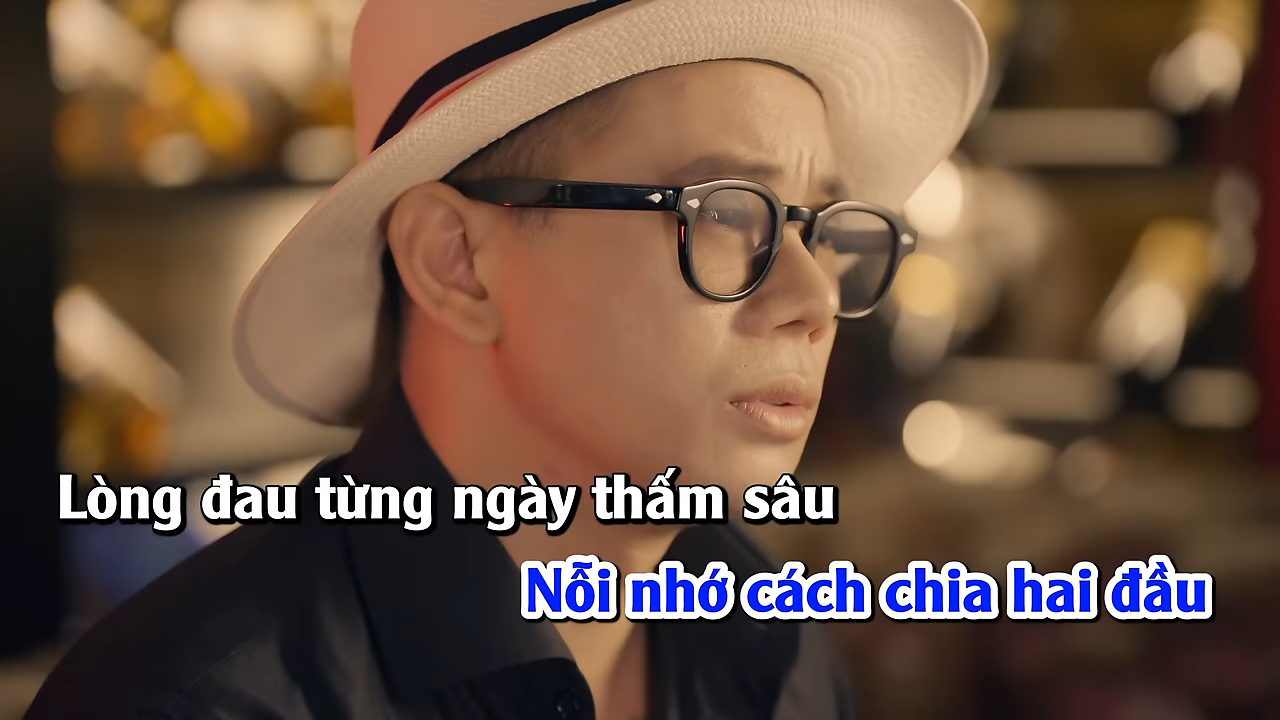 Lòng đau từng ngày thấm sâu
Nỗi nhớ cách chia hai đầu